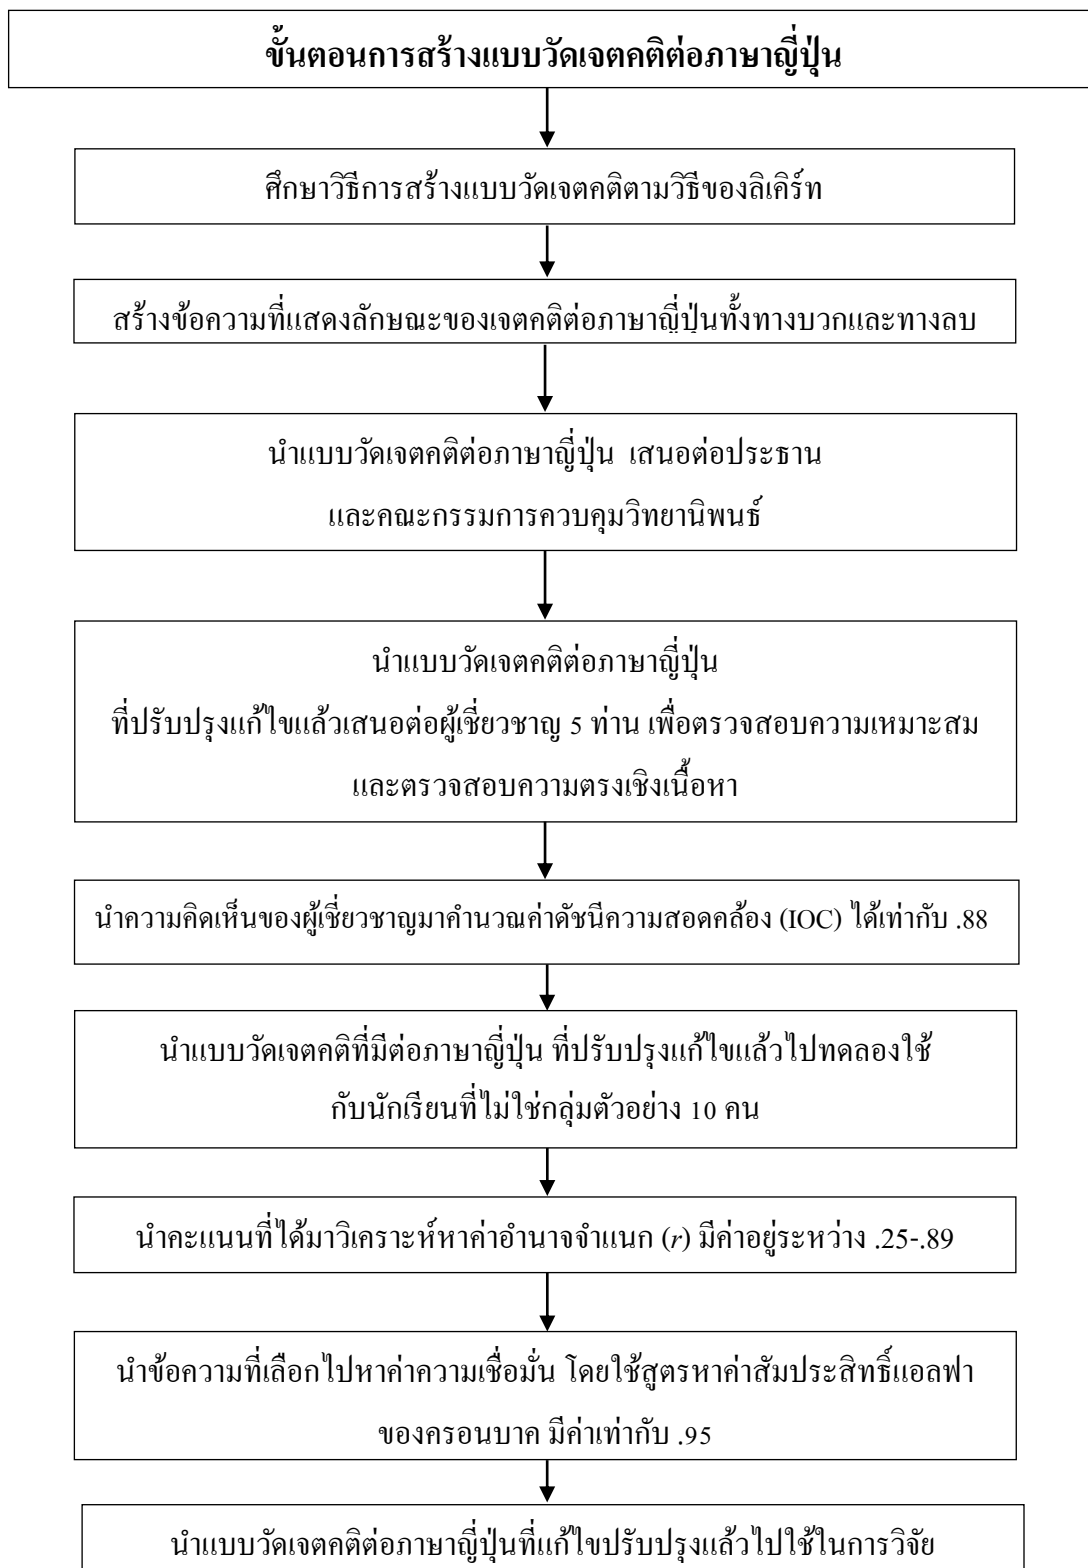 ขั้นตอนการสร้างแบบวัดเจตคติต่อภาษาญี่ปุ่น
ศึกษาวิธีการสร้างแบบวัดเจตคติตามวิธีของลิเคิร์ท
สร้างข้อความที่แสดงลักษณะของเจตคติต่อภาษาญี่ปุ่นทั้งทางบวกและทางลบ
นำแบบวัดเจตคติต่อภาษาญี่ปุ่น เสนอต่อประธาน
และคณะกรรมการควบคุมวิทยานิพนธ์
นำแบบวัดเจตคติต่อภาษาญี่ปุ่น
ที่ปรับปรุงแก้ไขแล้วเสนอต่อผู้เชี่ยวชาญ 5 ท่าน เพื่อตรวจสอบความเหมาะสม
และตรวจสอบความตรงเชิงเนื้อหา
นำความคิดเห็นของผู้เชี่ยวชาญมาคำนวณค่าดัชนีความสอดคล้อง (IOC) ได้เท่ากับ .88
นำแบบวัดเจตคติที่มีต่อภาษาญี่ปุ่น ที่ปรับปรุงแก้ไขแล้วไปทดลองใช้
กับนักเรียนที่ไม่ใช่กลุ่มตัวอย่าง 10 คน
นำคะแนนที่ได้มาวิเคราะห์หาค่าอำนาจจำแนก (r) มีค่าอยู่ระหว่าง .25-.89
นำข้อความที่เลือกไปหาค่าความเชื่อมั่น โดยใช้สูตรหาค่าสัมประสิทธิ์แอลฟา
ของครอนบาค มีค่าเท่ากับ .95
นำแบบวัดเจตคติต่อภาษาญี่ปุ่นที่แก้ไขปรับปรุงแล้วไปใช้ในการวิจัย